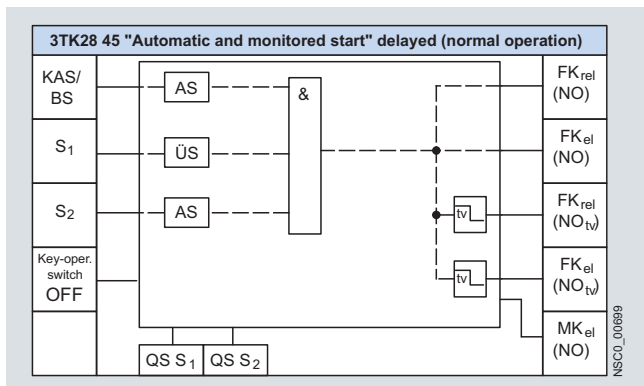 3TK28 45 "Automatic and monitored start" delayed (normal operation)
KAS/
BS
AS
&
FKrel
(NO)
S1
ÜS
FKel
(NO)
S2
AS
tv
FKrel
(NOtv)
Key-oper.
switch
OFF
tv
FKel
(NOtv)
MKel
(NO)
QS S1
QS S2
NSC0_00699